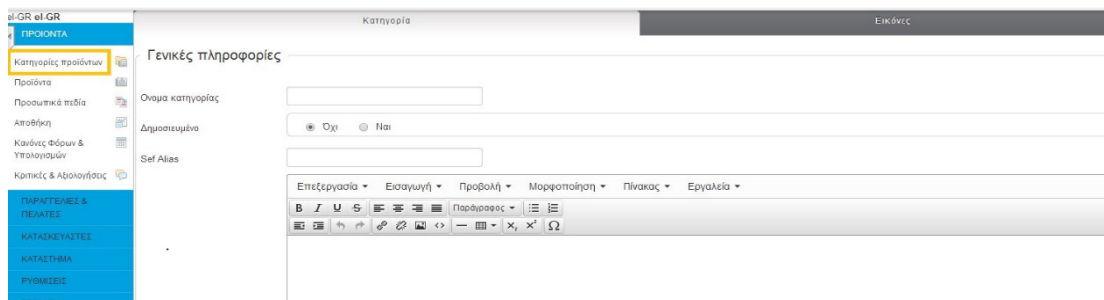 el-GR el-GR
Κατηγορία
Εικόνες
ΠΡΟΙΟΝΤΑ
Κατηγορίες προϊόντων
Προϊόντα
Προσωπικά πεδία
Αποθήκη
Κανόνες Φόρων &
Υπολογισμών
Κριτικές & Αξιολογήσεις
ΠΑΡΑΓΓΕΛΙΕΣ &
ΠΕΛΑΤΕΣ
ΚΑΤΑΣΚΕΥΑΣΤΕΣ
ΚΑΤΑΣΤΗΜΑ
ΡΥΘΜΙΣΕΙΣ
Γενικές πληροφορίες
Ονομα κατηγορίας
Δημοσιευμένο
Όχι Ναι
Sef Alias
Επεξεργασία Εισαγωγή Προβολή Μορφοποίηση Πίνακας Εργαλεία
B I U S Παράγραφος
x, x² Ω